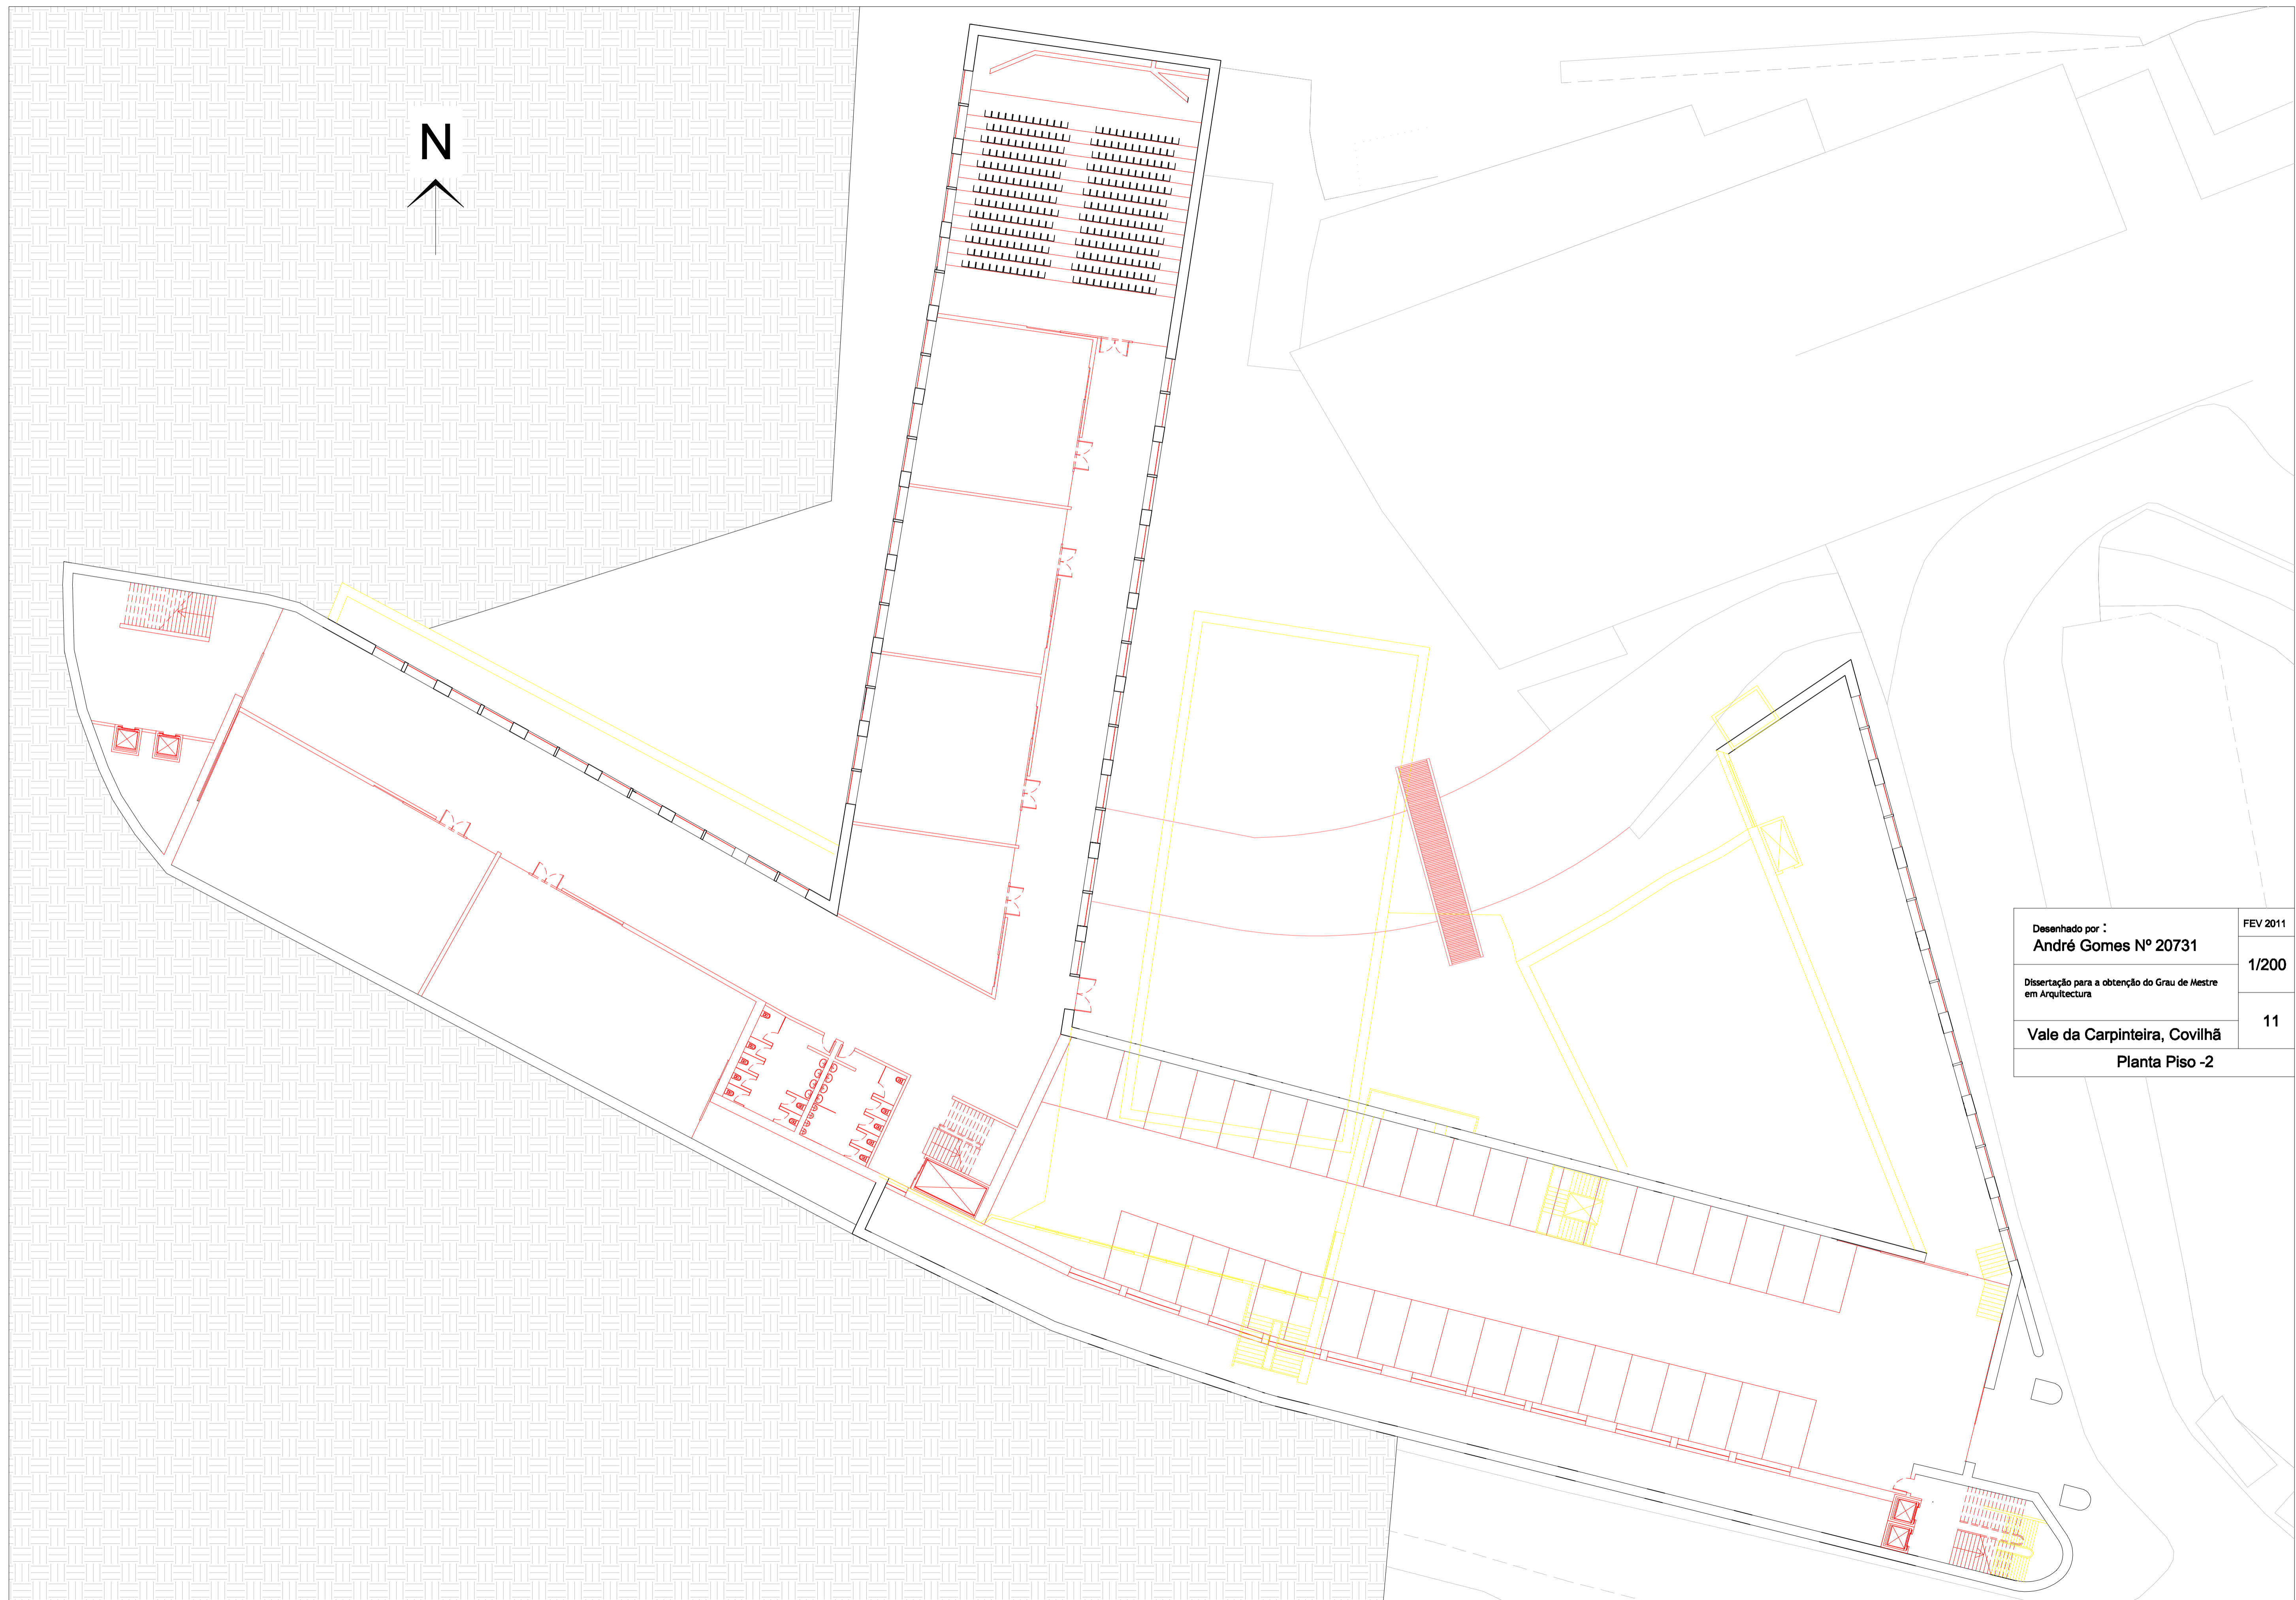 N
Desenhado por :
FEV 2011
André Gomes Nº 20731
1/200
Dissertação para a obtenção do Grau de Mestre
em Arquitectura
11
Vale da Carpinteira, Covilhã
Planta Piso -2